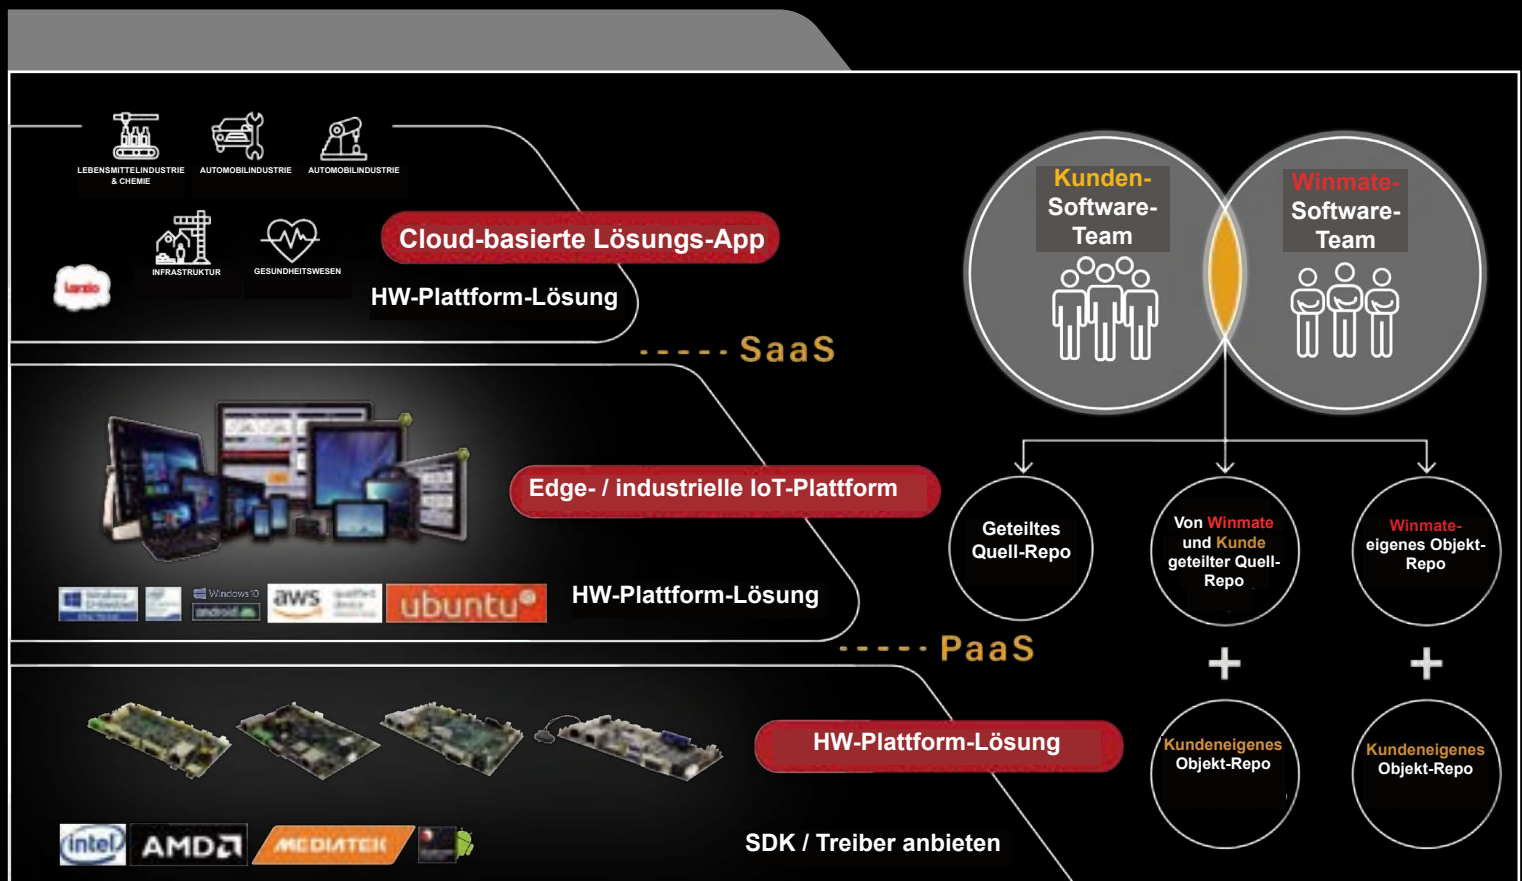 LEBENSMITTELINDUSTRIE
& CHEMIE
AUTOMOBILINDUSTRIE
AUTOMOBILINDUSTRIE
INFRASTRUKTUR
GESUNDHEITSWESEN
Cloud-basierte Lösungs-App
HW-Plattform-Lösung
SaaS
Edge- / industrielle IoT-Plattform
Windows 10
android
aws
ubuntu
HW-Plattform-Lösung
PaaS
HW-Plattform-Lösung
intel
AMD
MEDIATEK
SDK / Treiber anbieten
Kunden-
Software-
Team
Winmate-
Software-
Team
Geteiltes
Quell-Repo
Von Winmate
und Kunde
geteilter Quell-
Repo
Winmate-
eigenes Objekt-
Repo
Kundeneigenes
Objekt-Repo
Kundeneigenes
Objekt-Repo